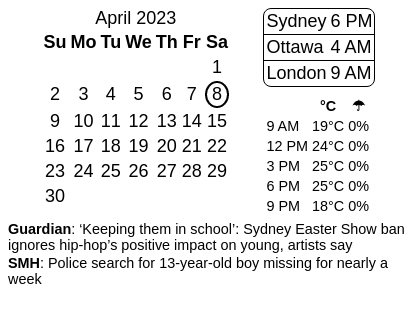 April 2023
Su Mo Tu We Th Fr Sa
1
2 3 4 5 6 7 8
9 10 11 12 13 14 15
16 17 18 19 20 21 22
23 24 25 26 27 28 29
30
Sydney 6 PM
Ottawa 4 AM
London 9 AM
°C ☂
9 AM 19°C 0%
12 PM 24°C 0%
3 PM 25°C 0%
6 PM 25°C 0%
9 PM 18°C 0%
Guardian: ‘Keeping them in school’: Sydney Easter Show ban
ignores hip-hop’s positive impact on young, artists say
SMH: Police search for 13-year-old boy missing for nearly a
week